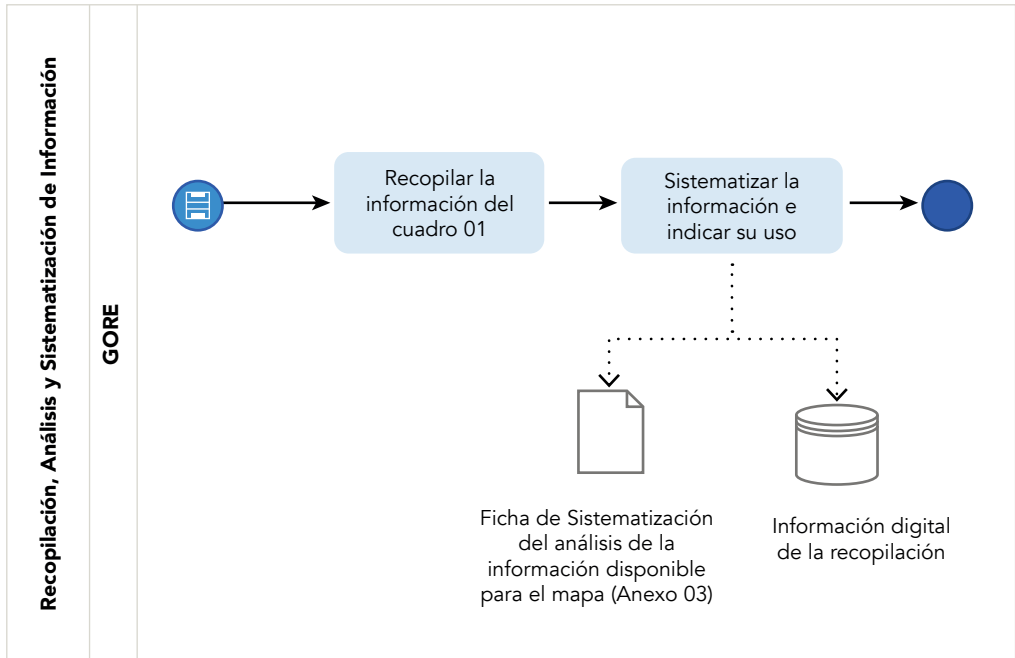 Recopilación, Análisis y Sistematización de Información
GORE
Recopilar la
información del
cuadro 01
Sistematizar la
información e
indicar su uso
Ficha de Sistematización
del análisis de la
información disponible
para el mapa (Anexo 03)
Información digital
de la recopilación